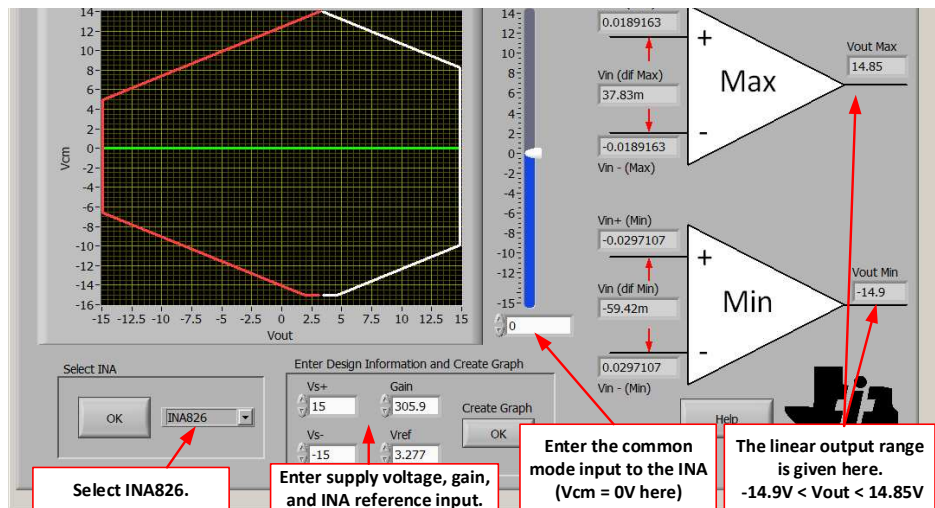 14
12
10
8
6
4
2
0
-2
-4
-6
-8
-10
-12
-14
-16
Vcm
-15 -12.5 -10 -7.5 -5 -2.5 0 2.5 5 7.5 10 12.5 15
Vout
14
12
10
8
6
4
2
0
-2
-4
-6
-8
-10
-12
-15
0
0.0189163
Vin (dif Max)
37.83m
-0.0189163
Vin - (Max)
+
Max
-
Vout Max
14.85
Vin+ (Min)
-0.0297107
Vin (dif Min)
-59.42m
0.0297107
Vin - (Min)
+
Min
-
Vout Min
-14.9
Select INA
OK
INA826
Enter Design Information and Create Graph
Vs+
15
Gain
305.9
Vs-
-15
Vref
3.277
Create Graph
OK
Help
Select INA826.
Enter supply voltage, gain,
and INA reference input.
Enter the common
mode input to the INA
(Vcm = 0V here)
The linear output range
is given here.
-14.9V < Vout < 14.85V